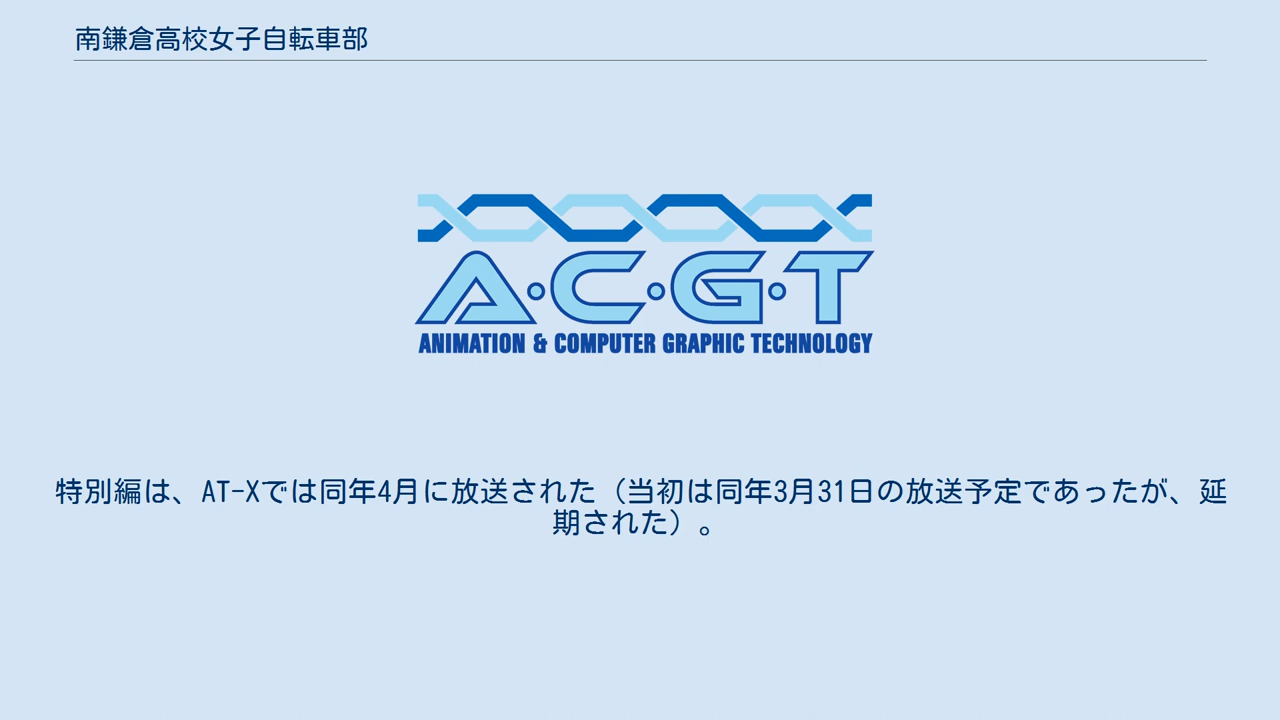 南鎌倉高校女子自転車部
A・C・G・T
ANIMATION & COMPUTER GRAPHIC TECHNOLOGY
特別編は、AT-Xでは同年4月に放送された（当初は同年3月31日の放送予定であったが、延
期された）。